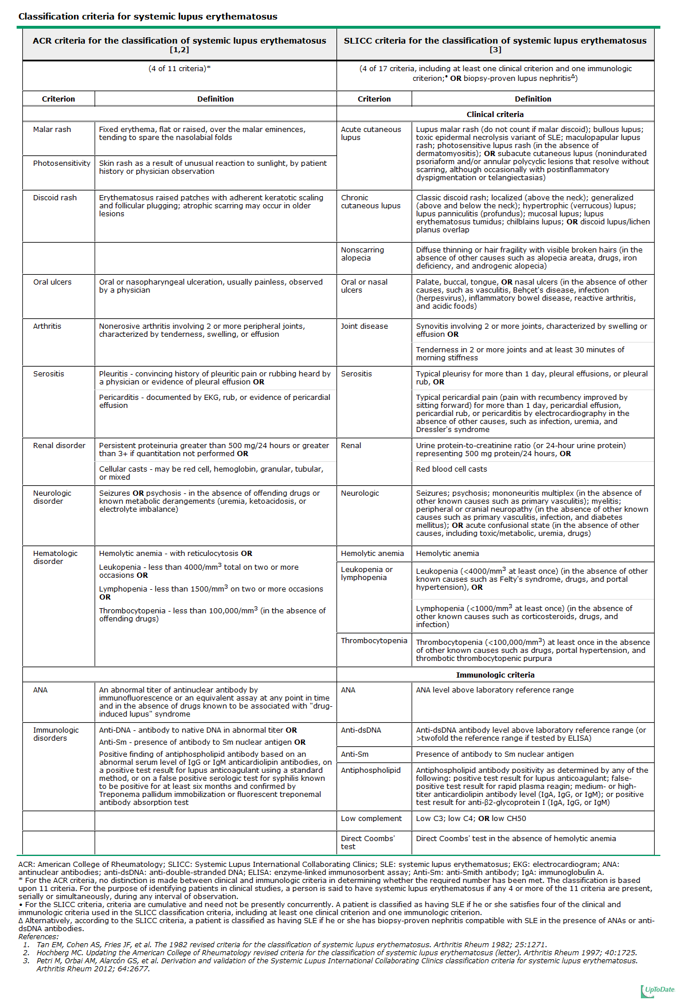 Classification criteria for systemic lupus erythematosus
ACR criteria for the classification of systemic lupus erythematosus
[1,2]
SLICC criteria for the classification of systemic lupus erythematosus
[3]
(4 of 11 criteria)*
(4 of 17 criteria, including at least one clinical criterion and one immunologic
criterion;• OR biopsy-proven lupus nephritisΔ)
Criterion
Definition
Criterion
Definition
Clinical criteria
Malar rash
Fixed erythema, flat or raised, over the malar eminences,
tending to spare the nasolabial folds
Acute cutaneous
lupus
Lupus malar rash (do not count if malar discoid); bullous lupus;
toxic epidermal necrolysis variant of SLE; maculopapular lupus
rash; photosensitive lupus rash (in the absence of
dermatomyositis); OR subacute cutaneous lupus (nonindurated
psoriaform and/or annular polycyclic lesions that resolve without
scarring, although occasionally with postinflammatory
dyspigmentation or telangiectasias)
Photosensitivity
Skin rash as a result of unusual reaction to sunlight, by patient
history or physician observation
Discoid rash
Erythematosus raised patches with adherent keratotic scaling
and follicular plugging; atrophic scarring may occur in older
lesions
Chronic
cutaneous lupus
Classic discoid rash; localized (above the neck); generalized
(above and below the neck); hypertrophic (verrucous) lupus;
lupus panniculitis (profundus); mucosal lupus; lupus
erythematosus tumidus; chilblains lupus; OR discoid lupus/lichen
planus overlap
Nonscarring
alopecia
Diffuse thinning or hair fragility with visible broken hairs (in the
absence of other causes such as alopecia areata, drugs, iron
deficiency, and androgenic alopecia)
Oral ulcers
Oral or nasopharyngeal ulceration, usually painless, observed
by a physician
Oral or nasal
ulcers
Palate, buccal, tongue, OR nasal ulcers (in the absence of other
causes, such as vasculitis, Behçet's disease, infection
(herpesvirus), inflammatory bowel disease, reactive arthritis,
and acidic foods)
Arthritis
Nonerosive arthritis involving 2 or more peripheral joints,
characterized by tenderness, swelling, or effusion
Joint disease
Synovitis involving 2 or more joints, characterized by swelling or
effusion OR
Tenderness in 2 or more joints and at least 30 minutes of
morning stiffness
Serositis
Pleuritis - convincing history of pleuritic pain or rubbing heard by
a physician or evidence of pleural effusion OR
Pericarditis - documented by EKG, rub, or evidence of pericardial
effusion
Serositis
Typical pleurisy for more than 1 day, pleural effusions, or pleural
rub, OR
Typical pericardial pain (pain with recumbency improved by
sitting forward) for more than 1 day, pericardial effusion,
pericardial rub, or pericarditis by electrocardiography in the
absence of other causes, such as infection, uremia, and
Dressler's syndrome
Renal disorder
Persistent proteinuria greater than 500 mg/24 hours or greater
than 3+ if quantitation not performed OR
Cellular casts - may be red cell, hemoglobin, granular, tubular,
or mixed
Renal
Urine protein-to-creatinine ratio (or 24-hour urine protein)
representing 500 mg protein/24 hours, OR
Red blood cell casts
Neurologic
disorder
Seizures OR psychosis - in the absence of offending drugs or
known metabolic derangements (uremia, ketoacidosis, or
electrolyte imbalance)
Neurologic
Seizures; psychosis; mononeuritis multiplex (in the absence of
other known causes such as primary vasculitis); myelitis;
peripheral or cranial neuropathy (in the absence of other known
causes such as primary vasculitis, infection, and diabetes
mellitus); OR acute confusional state (in the absence of other
causes, including toxic/metabolic, uremia, drugs)
Hematologic
disorder
Hemolytic anemia - with reticulocytosis OR
Leukopenia - less than 4000/mm3 total on two or more
occasions OR
Lymphopenia - less than 1500/mm3 on two or more occasions
OR
Thrombocytopenia - less than 100,000/mm3 (in the absence of
offending drugs)
Hemolytic anemia
Hemolytic anemia
Leukopenia or
lymphopenia
Leukopenia (<4000/mm3 at least once) (in the absence of other
known causes such as Felty's syndrome, drugs, and portal
hypertension), OR
Lymphopenia (<1000/mm3 at least once) (in the absence of
other known causes such as corticosteroids, drugs, and
infection)
Thrombocytopenia
Thrombocytopenia (<100,000/mm3) at least once in the absence
of other known causes such as drugs, portal hypertension, and
thrombotic thrombocytopenic purpura
Immunologic criteria
ANA
An abnormal titer of antinuclear antibody by
immunofluorescence or an equivalent assay at any point in time
and in the absence of drugs known to be associated with "drug-
induced lupus" syndrome
ANA
ANA level above laboratory reference range
Immunologic
disorders
Anti-DNA - antibody to native DNA in abnormal titer OR
Anti-Sm - presence of antibody to Sm nuclear antigen OR
Positive finding of antiphospholipid antibody based on an
abnormal serum level of IgG or IgM anticardiolipin antibodies, on
a positive test result for lupus anticoagulant using a standard
method, or on a false positive serologic test for syphilis known
to be positive for at least six months and confirmed by
Treponema pallidum immobilization or fluorescent treponemal
antibody absorption test
Anti-dsDNA
Anti-dsDNA antibody level above laboratory reference range (or
>twofold the reference range if tested by ELISA)
Anti-Sm
Presence of antibody to Sm nuclear antigen
Antiphospholipid
Antiphospholipid antibody positivity as determined by any of the
following: positive test result for lupus anticoagulant; false-
positive test result for rapid plasma reagin; medium- or high-
titer anticardiolipin antibody level (IgA, IgG, or IgM); or positive
test result for anti-β2-glycoprotein I (IgA, IgG, or IgM)
Low complement
Low C3; low C4; OR low CH50
Direct Coombs'
test
Direct Coombs' test in the absence of hemolytic anemia
ACR: American College of Rheumatology; SLICC: Systemic Lupus International Collaborating Clinics; SLE: systemic lupus erythematosus; EKG: electrocardiogram; ANA:
antinuclear antibodies; anti-dsDNA: anti-double-stranded DNA; ELISA: enzyme-linked immunosorbent assay; Anti-Sm: anti-Smith antibody; IgA: immunoglobulin A.
* For the ACR criteria, no distinction is made between clinical and immunologic criteria in determining whether the required number has been met. The classification is based
upon 11 criteria. For the purpose of identifying patients in clinical studies, a person is said to have systemic lupus erythematosus if any 4 or more of the 11 criteria are present,
serially or simultaneously, during any interval of observation.
• For the SLICC criteria, criteria are cumulative and need not be presently concurrently. A patient is classified as having SLE if he or she satisfies four of the clinical and
immunologic criteria used in the SLICC classification criteria, including at least one clinical criterion and one immunologic criterion.
Δ Alternatively, according to the SLICC criteria, a patient is classified as having SLE if he or she has biopsy-proven nephritis compatible with SLE in the presence of ANAs or anti-
dsDNA antibodies.
References:
1. Tan EM, Cohen AS, Fries JF, et al. The 1982 revised criteria for the classification of systemic lupus erythematosus. Arthritis Rheum 1982; 25:1271.
2. Hochberg MC. Updating the American College of Rheumatology revised criteria for the classification of systemic lupus erythematosus (letter). Arthritis Rheum 1997; 40:1725.
3. Petri M, Orbai AM, Alarcón GS, et al. Derivation and validation of the Systemic Lupus International Collaborating Clinics classification criteria for systemic lupus erythematosus.
Arthritis Rheum 2012; 64:2677.
UpToDate